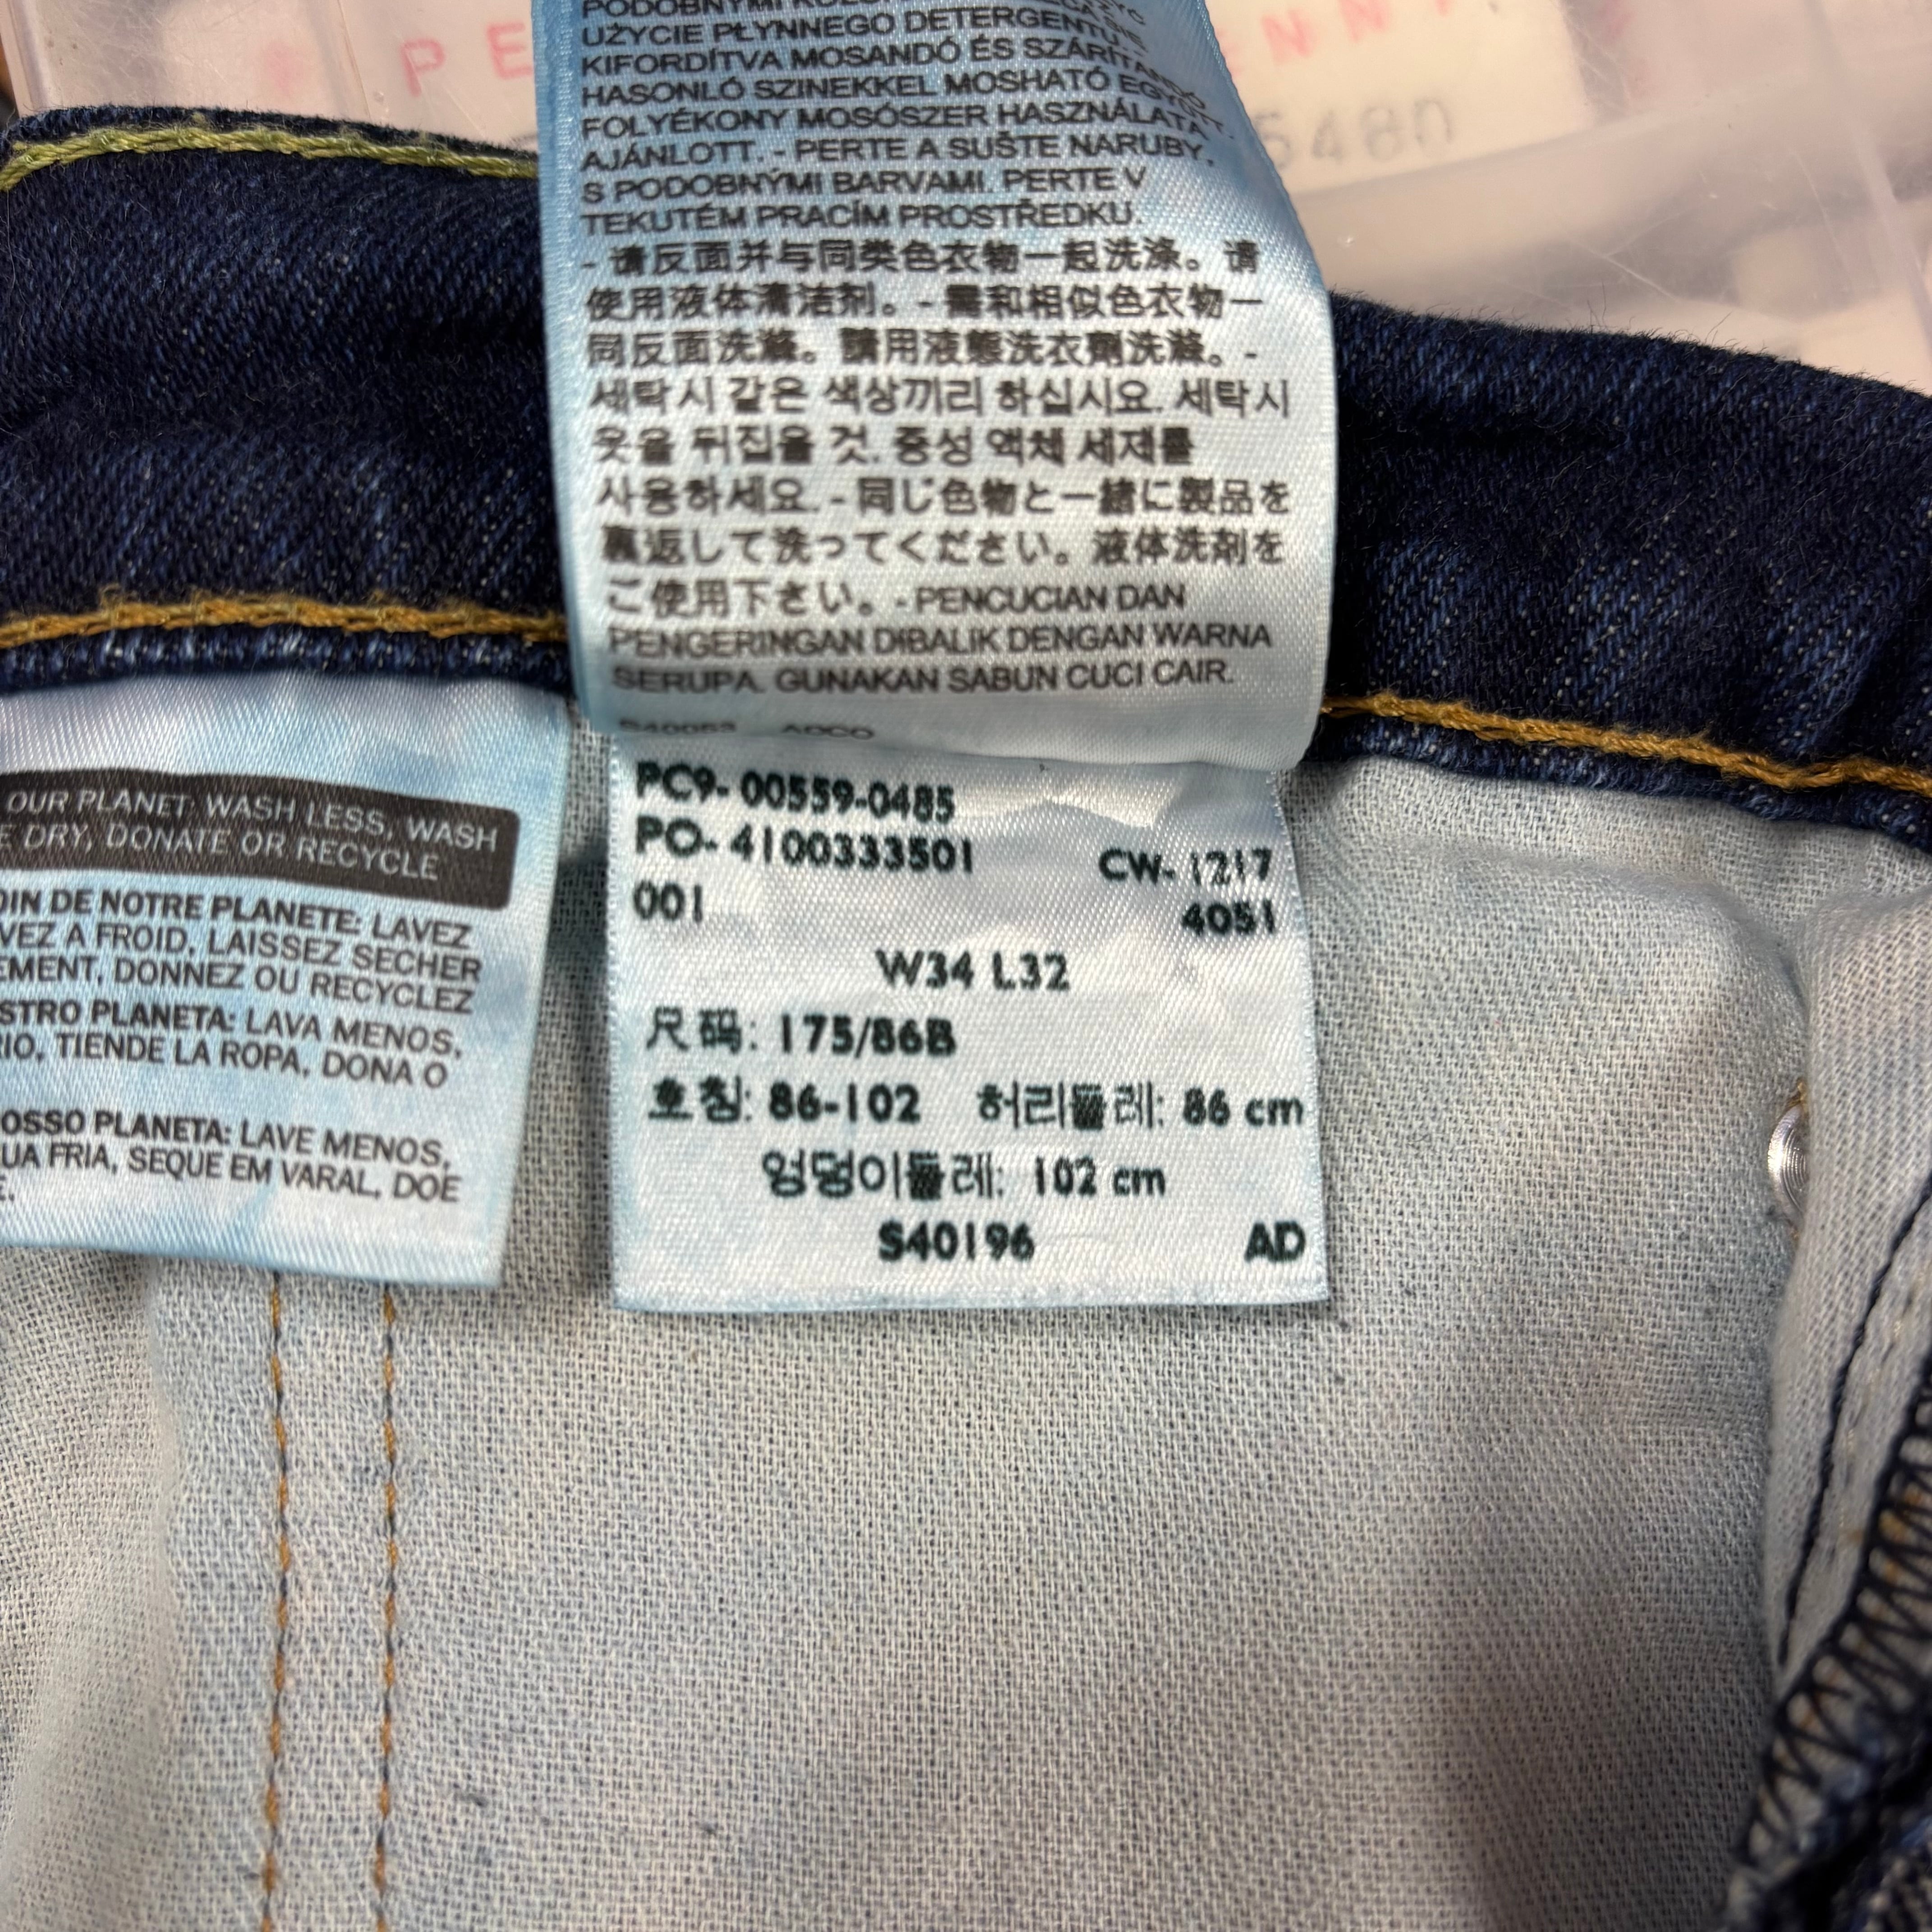 UŻYCIE PŁYNNEGO DETERGENTU. -
KIFORDÍTVA MOSANDÓ ÉS SZÁRÍTANDÓ
HASONLÓ SZINEKKEL MOSHATÓ EGYÜTT.
FOLYÉKONY MOSÓSZER HASZNÁLATA
AJÁNLOTT. - PERTE A SUŠTE NARUBY,
S PODOBNÝMI BARVAMI. PERTE V
TEKUTÉM PRACÍM PROSTŘEDKU.
- 请反面并与同类色衣物一起洗涤。请
使用液体清洁剂。- 需和相似色衣物一
同反面洗滌。請用液態洗衣劑洗滌。-
세탁시 같은 색상끼리 하십시요. 세탁시
옷을 뒤집을 것. 중성 액체 세제를
사용하세요. - 同じ色物と一緒に製品を
裏返して洗ってください。液体洗剤を
ご使用下さい。- PENCUCIAN DAN
PENGERINGAN DIBALIK DENGAN WARNA
SERUPA. GUNAKAN SABUN CUCI CAIR.
ADCO
PC9- 00559-0485
PO- 4100333501 CW- 1217
001 4051
W34 L32
尺码: 175/86B
호칭: 86-102 허리둘레: 86 cm
엉덩이둘레: 102 cm
S40196 AD
OUR PLANET: WASH LESS, WASH
DRY, DONATE OR RECYCLE
DE NOTRE PLANETE: LAVEZ
A FROID, LAISSEZ SECHER
DONNEZ OU RECYCLEZ
PLANETA: LAVA MENOS,
TIENDE LA ROPA, DONA O
PLANETA: LAVE MENOS,
FRIA, SEQUE EM VARAL, DOE
5480